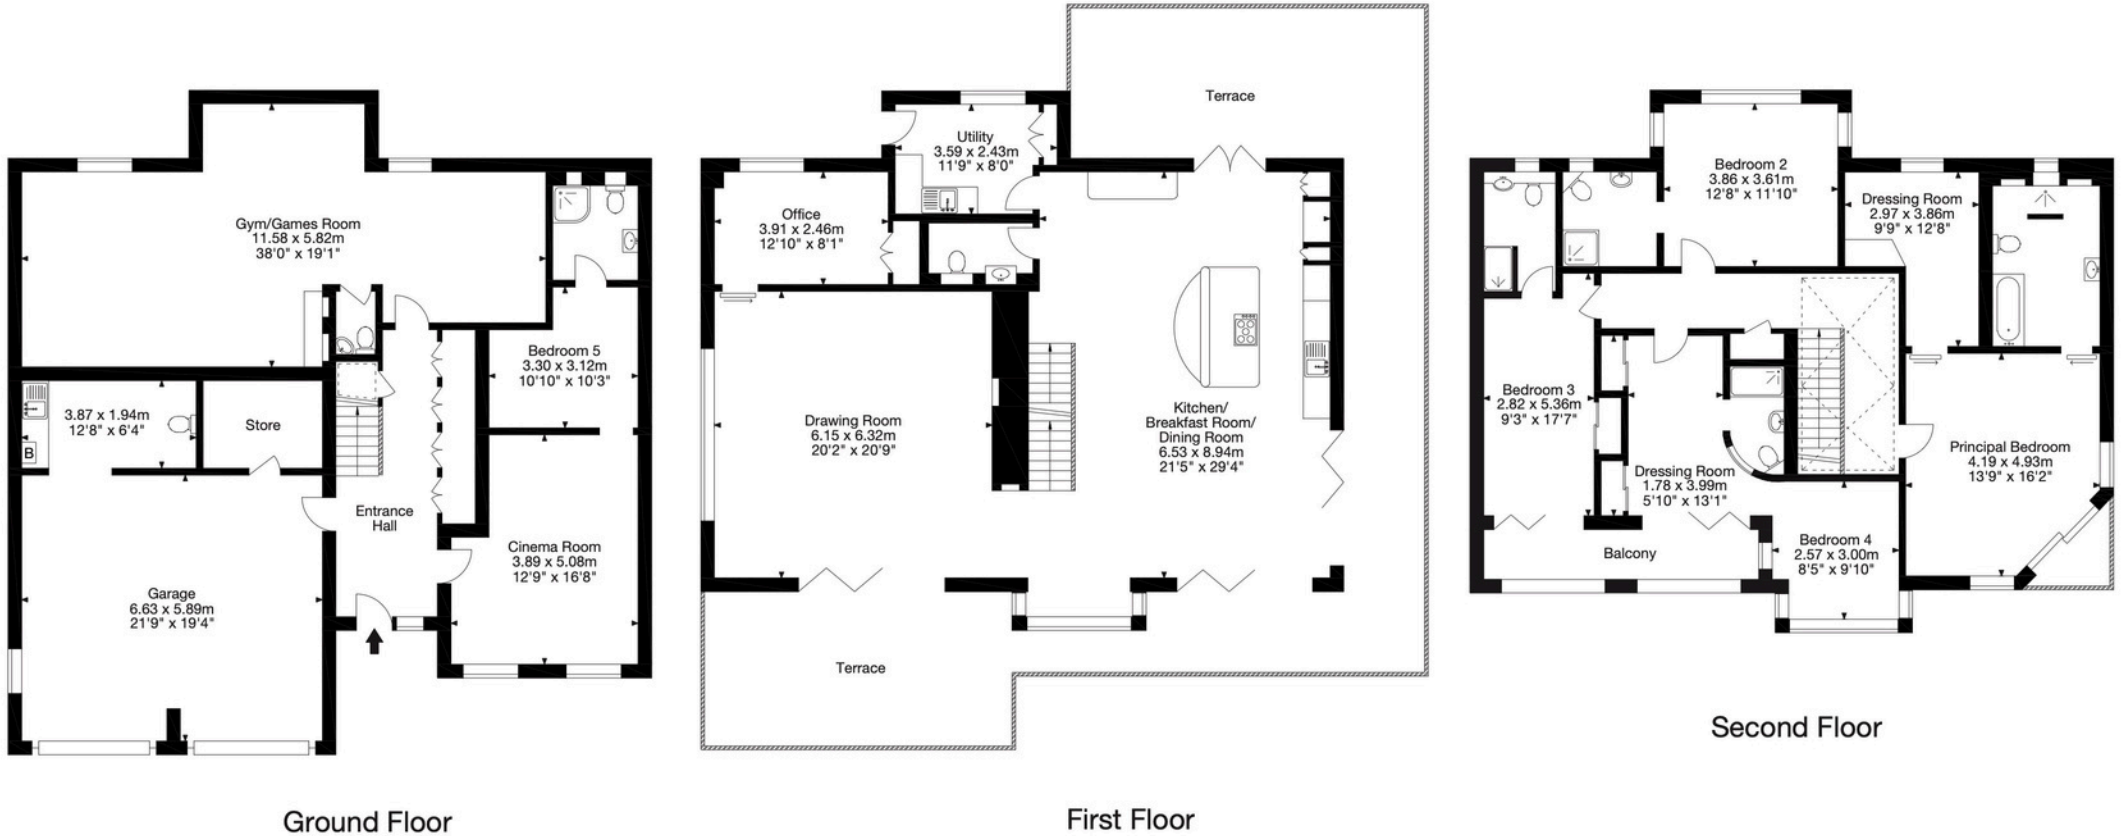 Gym/Games Room
11.58 x 5.82m
38'0" x 19'1"
Bedroom 5
3.30 x 3.12m
10'10" x 10'3"
3.87 x 1.94m
12'8" x 6'4"
B
Store
Entrance
Hall
Cinema Room
3.89 x 5.08m
12'9" x 16'8"
Garage
6.63 x 5.89m
21'9" x 19'4"
Ground Floor
Terrace
Utility
3.59 x 2.43m
11'9" x 8'0"
Office
3.91 x 2.46m
12'10" x 8'1"
Drawing Room
6.15 x 6.32m
20'2" x 20'9"
Kitchen/
Breakfast Room/
Dining Room
6.53 x 8.94m
21'5" x 29'4"
Terrace
First Floor
Bedroom 2
3.86 x 3.61m
12'8" x 11'10"
Dressing Room
2.97 x 3.86m
9'9" x 12'8"
Bedroom 3
2.82 x 5.36m
9'3" x 17'7"
Dressing Room
1.78 x 3.99m
5'10" x 13'1"
Principal Bedroom
4.19 x 4.93m
13'9" x 16'2"
Balcony
Bedroom 4
2.57 x 3.00m
8'5" x 9'10"
Second Floor